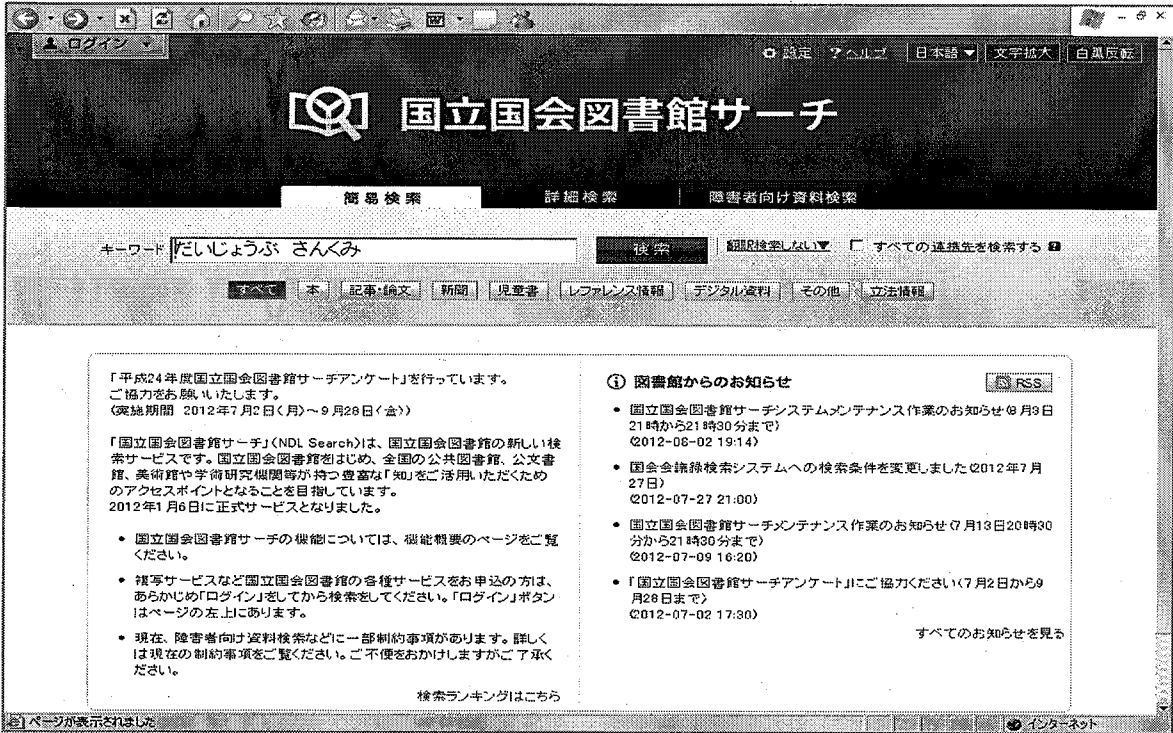 ログイン
設定 ?ヘルプ 日本語▼ 文字拡大 白黒反転
国立国会図書館サーチ
簡易検索 詳細検索 障害者向け資料検索
キーワード だいじょうぶ さんくみ 検索 翻訳検索しない▼ すべての連携先を検索する ?
すべて 本 記事・論文 新聞 児童書 レファレンス情報 デジタル資料 その他 立法情報
「平成24年度国立国会図書館サーチアンケート」を行っています。
ご協力をお願いいたします。
(実施期間 2012年7月2日(月)~9月28日(金))
「国立国会図書館サーチ」(NDL Search)は、国立国会図書館の新しい検
索サービスです。国立国会図書館をはじめ、全国の公共図書館、公文書
館、美術館や学術研究機関等が持つ豊富な「知」をご活用いただくため
のアクセスポイントとなることを目指しています。
2012年1月6日に正式サービスとなりました。
• 国立国会図書館サーチの機能については、機能概要のページをご覧
ください。
• 複写サービスなど国立国会図書館の各種サービスをお申込の方は、
あらかじめ「ログイン」をしてから検索をしてください。「ログイン」ボタン
はページの左上にあります。
• 現在、障害者向け資料検索などに一部制約事項があります。詳しく
は現在の制約事項をご覧ください。ご不便をおかけしますがご了承く
ださい。
検索ランキングはこちら
図書館からのお知らせ RSS
• 国立国会図書館サーチシステムメンテナンス作業のお知らせ(8月9日
21時から21時30分まで)
(2012-08-02 19:14)
• 国会会議録検索システムへの検索条件を変更しました(2012年7月
27日)
(2012-07-27 21:00)
• 国立国会図書館サーチメンテナンス作業のお知らせ(7月13日20時30
分から21時30分まで)
(2012-07-09 16:20)
• 「国立国会図書館サーチアンケート」にご協力ください(7月2日から9
月28日まで)
(2012-07-02 17:30)
すべてのお知らせを見る
ページが表示されました インターネット